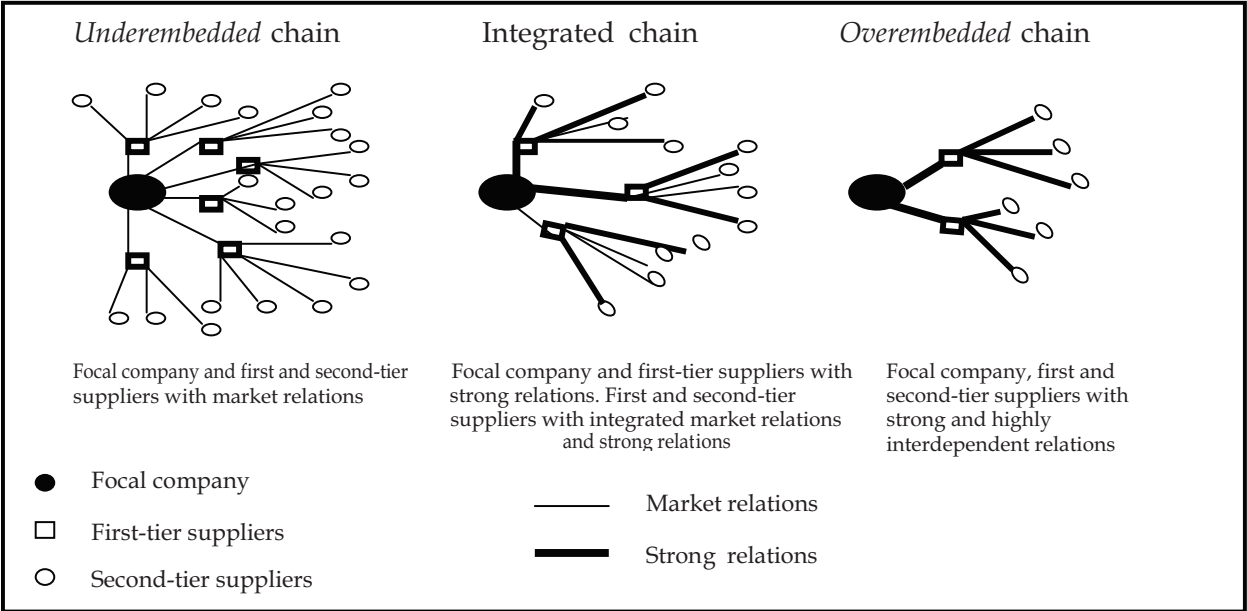 Underembedded chain
Integrated chain
Overembedded chain
Focal company and first and second-tier
suppliers with market relations
Focal company and first-tier suppliers with
strong relations. First and second-tier
suppliers with integrated market relations
and strong relations
Focal company, first and
second-tier suppliers with
strong and highly
interdependent relations
Focal company
First-tier suppliers
Second-tier suppliers
Market relations
Strong relations